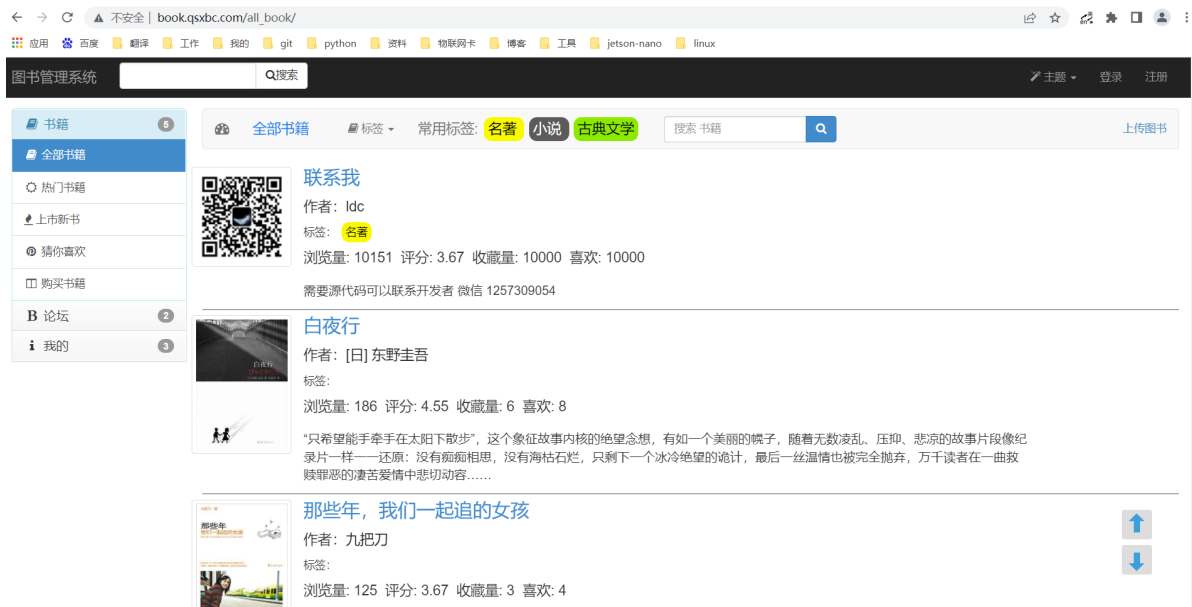 不安全 | book.qsxbc.com/all_book/
应用 百度 翻译 工作 我的 git python 资料 物联网卡 博客 工具 jetson-nano linux
图书管理系统 搜索 主题 登录 注册
书籍 5
全部书籍
热门书籍
上市新书
猜你喜欢
购买书籍
B 论坛 2
i 我的 3
全部书籍 标签 常用标签: 名著 小说 古典文学 搜索 书籍 上传图书
联系我
作者：ldc
标签： 名著
浏览量: 10151 评分: 3.67 收藏量: 10000 喜欢: 10000
需要源代码可以联系开发者 微信 1257309054
白夜行
白夜行
作者：[日] 东野圭吾
标签：
浏览量: 186 评分: 4.55 收藏量: 6 喜欢: 8
“只希望能手牵手在太阳下散步”，这个象征故事内核的绝望念想，有如一个美丽的幌子，随着无数凌乱、压抑、悲凉的故事片段像纪
录片一样一一还原：没有痴痴相思，没有海枯石烂，只剩下一个冰冷绝望的诡计，最后一丝温情也被完全抛弃，万千读者在一曲救
赎罪恶的凄苦爱情中悲切动容……
那些年
那些年，我们一起追的女孩
作者：九把刀
标签：
浏览量: 125 评分: 3.67 收藏量: 3 喜欢: 4